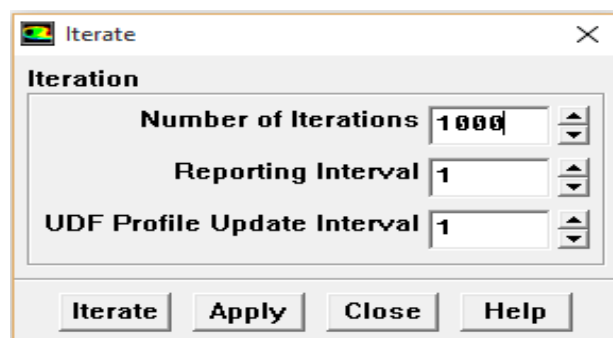 Iterate
Iteration
Number of Iterations 1000
Reporting Interval 1
UDF Profile Update Interval 1
Iterate Apply Close Help